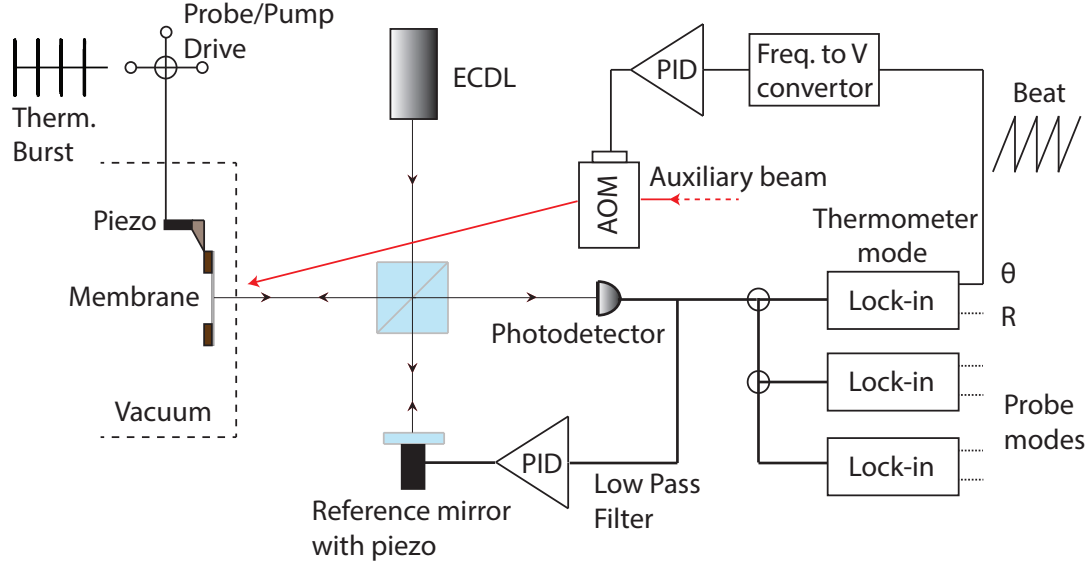 Probe/Pump
Drive
Therm.
Burst
ECDL
PID
Freq. to V
convertor
Beat
AOM
Auxiliary beam
Thermometer
mode
Piezo
Membrane
Vacuum
Photodetector
Lock-in
θ
R
Lock-in
Lock-in
Probe
modes
PID
Low Pass
Filter
Reference mirror
with piezo